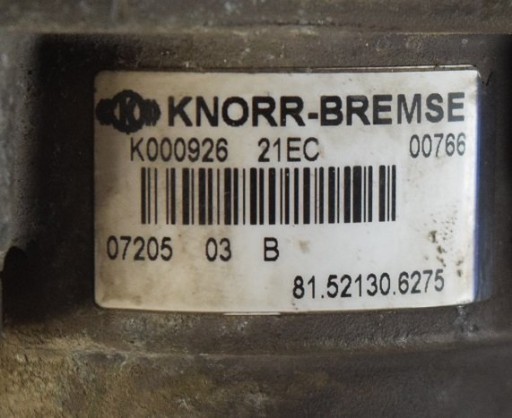 K KNORR-BREMSE
K000926 21EC 00766
07205 03 B
81.52130.6275